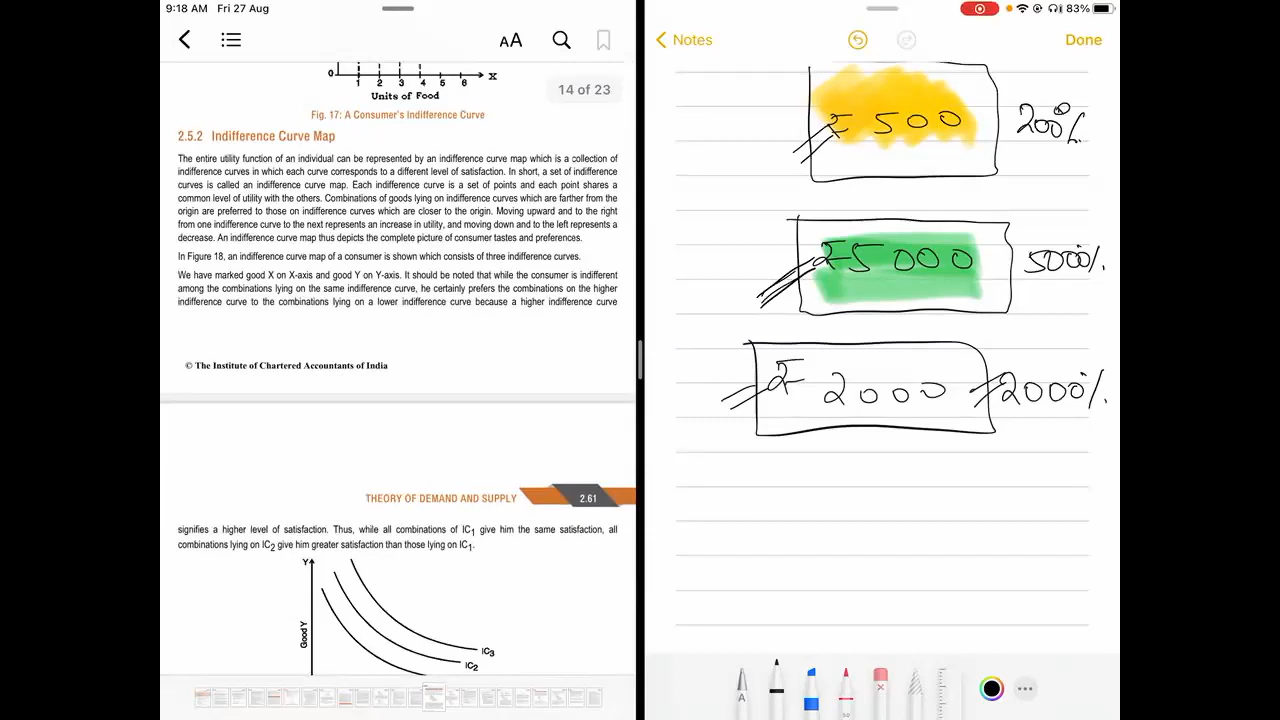 9:18 AM Fri 27 Aug
83%
AA
Notes
Done
0 1 2 3 4 5 6 X
Units of Food
14 of 23
Fig. 17: A Consumer's Indifference Curve
2.5.2 Indifference Curve Map
The entire utility function of an individual can be represented by an indifference curve map which is a collection of
indifference curves in which each curve corresponds to a different level of satisfaction. In short, a set of indifference
curves is called an indifference curve map. Each indifference curve is a set of points and each point shares a
common level of utility with the others. Combinations of goods lying on indifference curves which are farther from the
origin are preferred to those on indifference curves which are closer to the origin. Moving upward and to the right
from one indifference curve to the next represents an increase in utility, and moving down and to the left represents a
decrease. An indifference curve map thus depicts the complete picture of consumer tastes and preferences.
In Figure 18, an indifference curve map of a consumer is shown which consists of three indifference curves.
We have marked good X on X-axis and good Y on Y-axis. It should be noted that while the consumer is indifferent
among the combinations lying on the same indifference curve, he certainly prefers the combinations on the higher
indifference curve to the combinations lying on a lower indifference curve because a higher indifference curve
© The Institute of Chartered Accountants of India
THEORY OF DEMAND AND SUPPLY 2.61
signifies a higher level of satisfaction. Thus, while all combinations of IC1 give him the same satisfaction, all
combinations lying on IC2 give him greater satisfaction than those lying on IC1.
Y
Good Y
IC3
IC2
₹ 500 200%
₹ 5000 5000%
₹ 2000 2000%